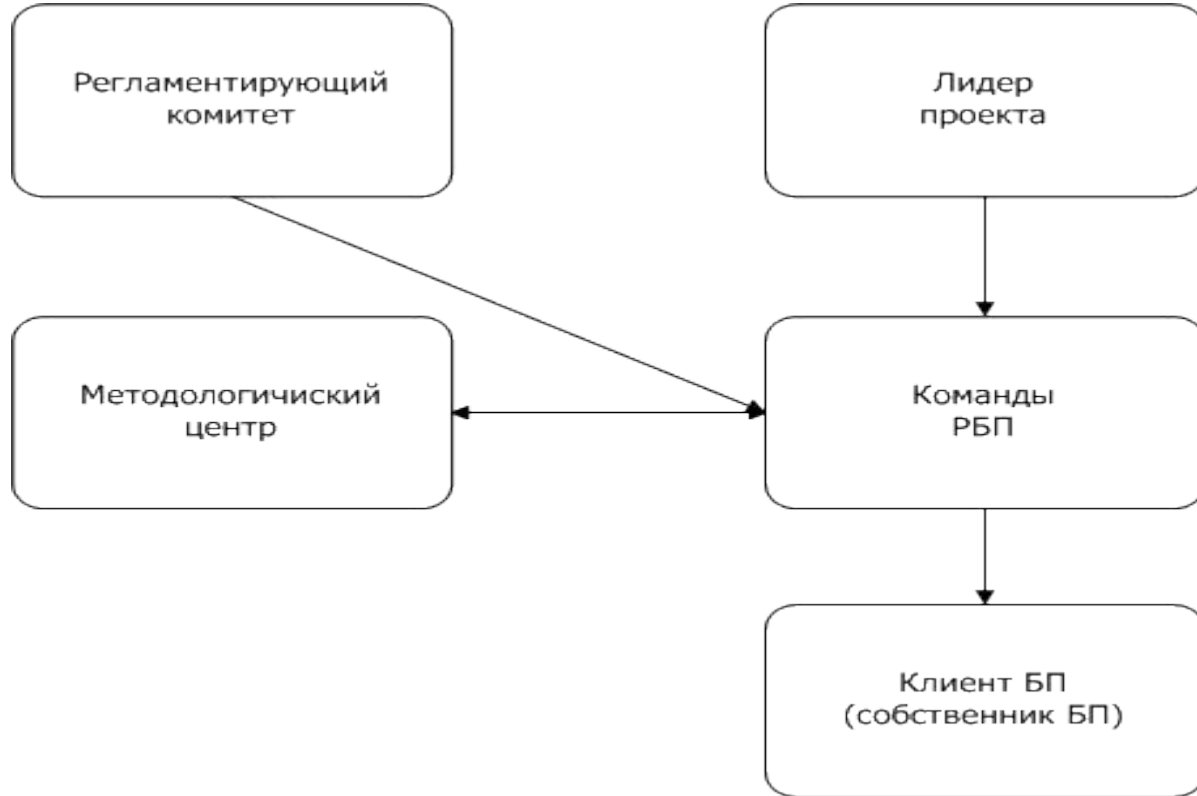 Регламентирующий
комитет
Лидер
проекта
Методологичиский
центр
Команды
РБП
Клиент БП
(собственник БП)